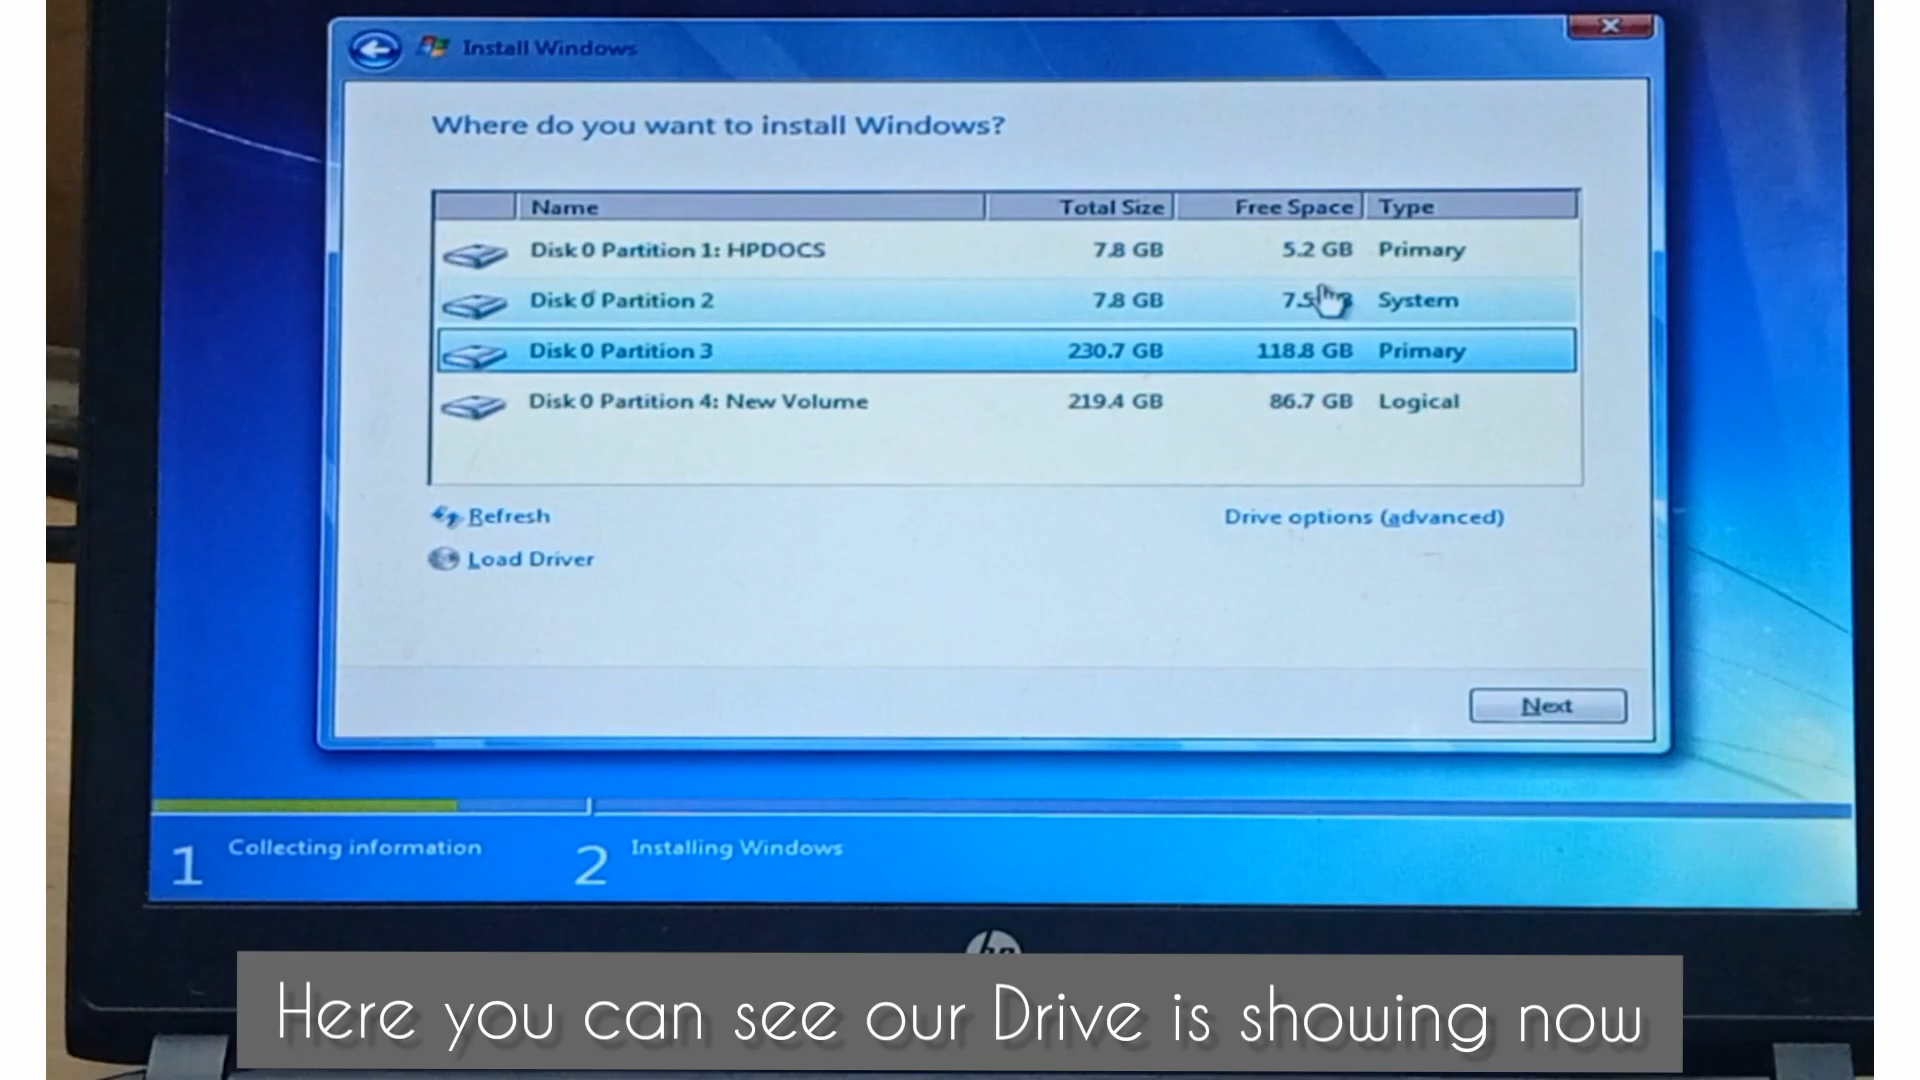 Install Windows
Where do you want to install Windows?
Name Total Size Free Space Type
Disk 0 Partition 1: HPDOCS 7.8 GB 5.2 GB Primary
Disk 0 Partition 2 7.8 GB System
Disk 0 Partition 3 230.7 GB 118.8 GB Primary
Disk 0 Partition 4: New Volume 219.4 GB 86.7 GB Logical
Refresh Drive options (advanced)
Load Driver
Next
1 Collecting information 2 Installing Windows
hp
Here you can see our Drive is showing now